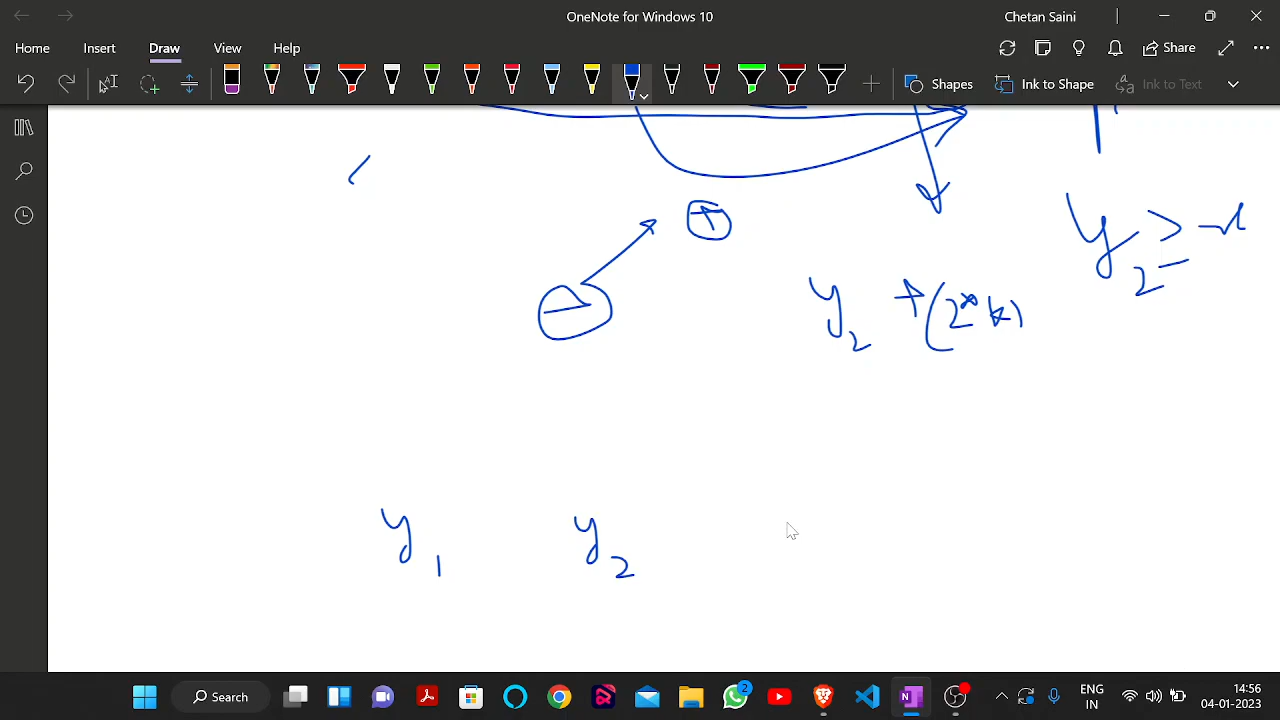 OneNote for Windows 10
Chetan Saini
Home Insert Draw View Help
Share
Shapes
Ink to Shape
Ink to Text
y2 ≥
y2 + (2*k)
y1 y2
Search
2
ENG
IN
14:56
04-01-2023